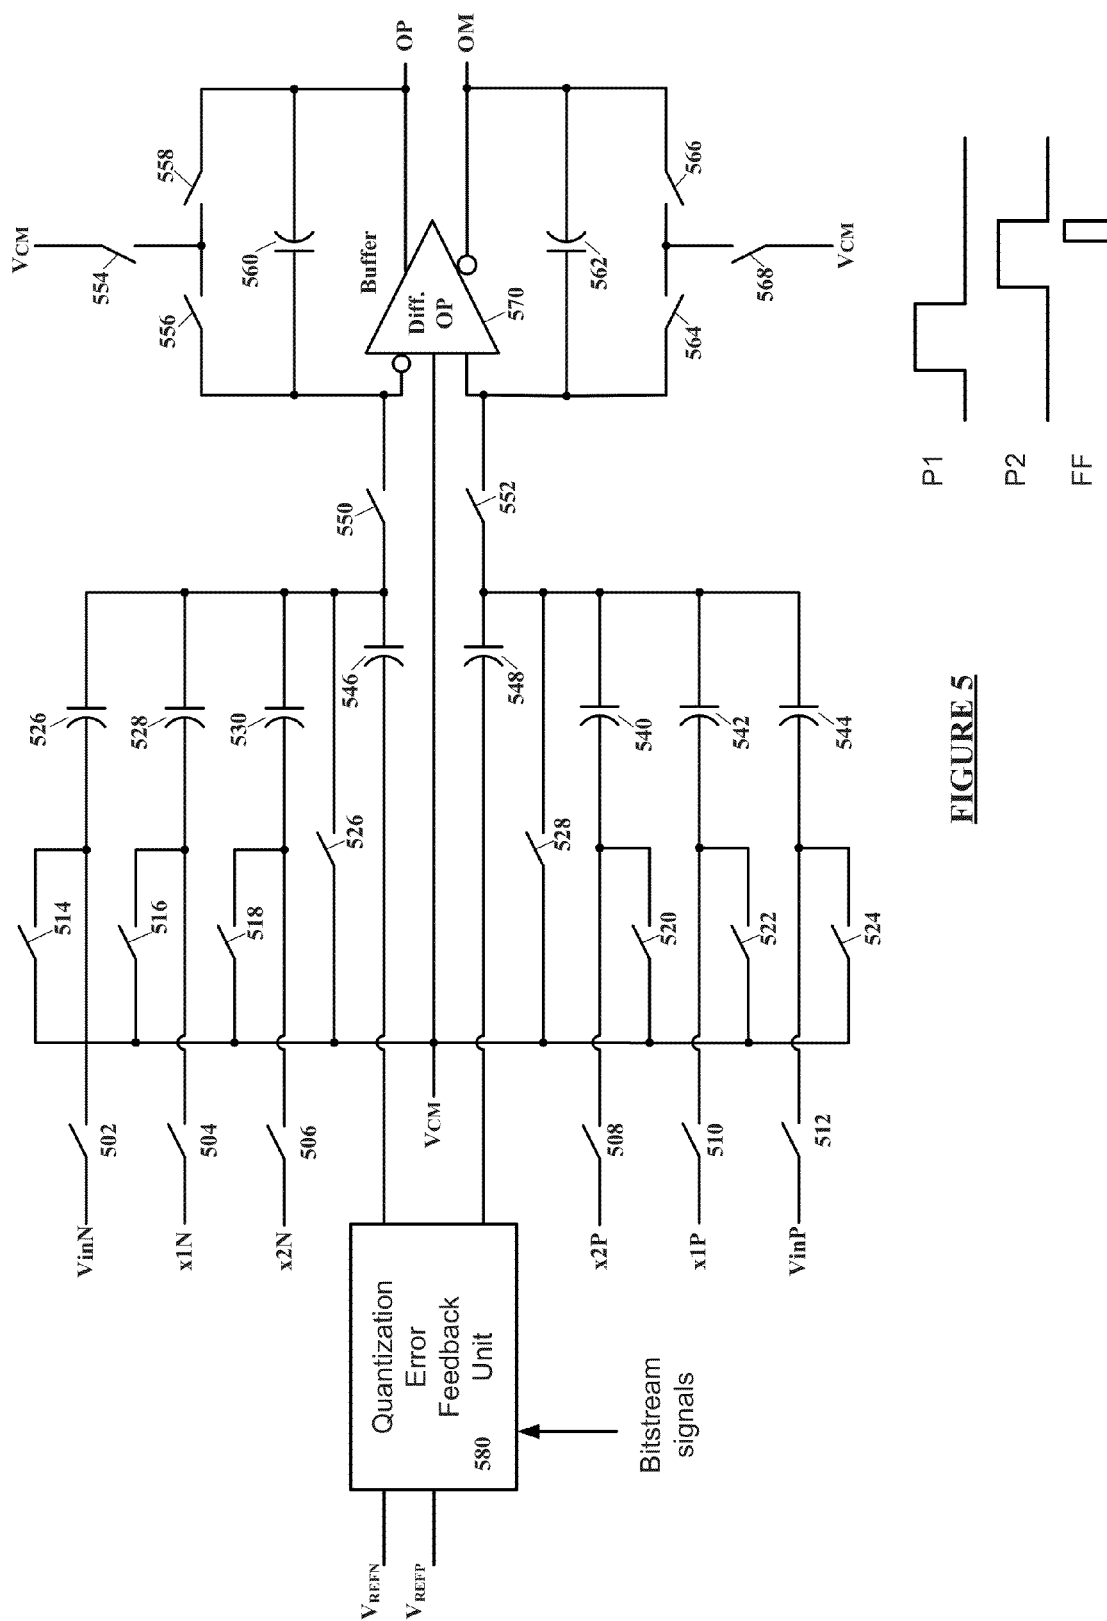 VCM
554
556
558
560
Buffer
OP
OM
Diff.
OP
570
562
564
566
568
VCM
550
552
526
528
530
546
548
540
542
544
514
516
518
526
528
520
522
524
VinN
502
x1N
504
x2N
506
VCM
x2P
508
x1P
510
VinP
512
Quantization
Error
Feedback
Unit
580
VREFN
VREFP
Bitstream
signals
P1
P2
FF
FIGURE 5